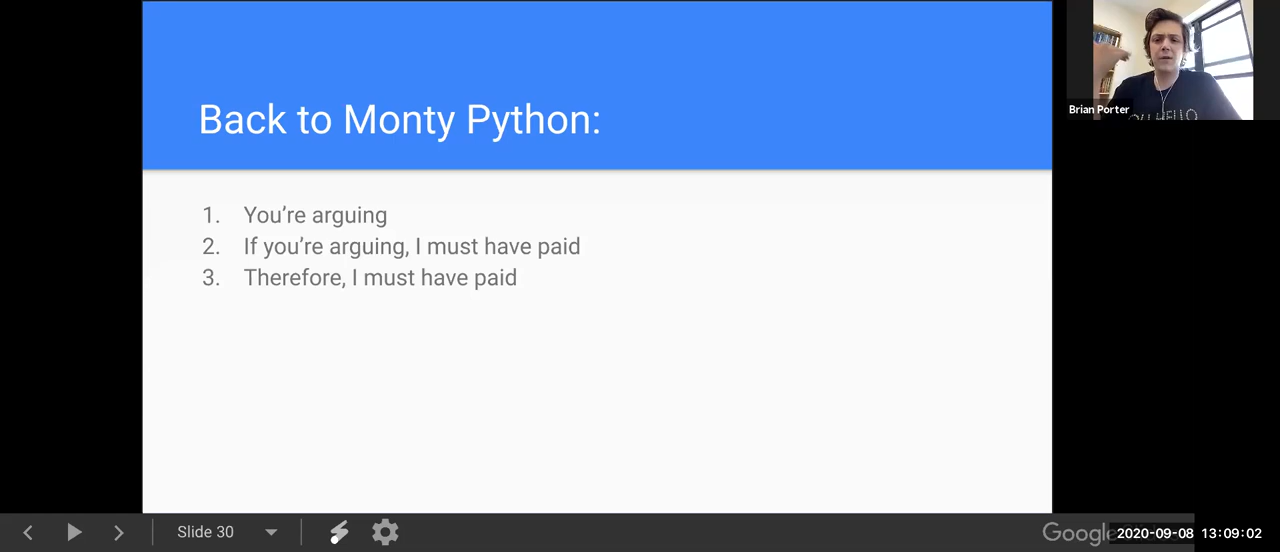 Back to Monty Python:
1. You're arguing
2. If you're arguing, I must have paid
3. Therefore, I must have paid
Brian Porter
Slide 30
Google
2020-09-08 13:09:02